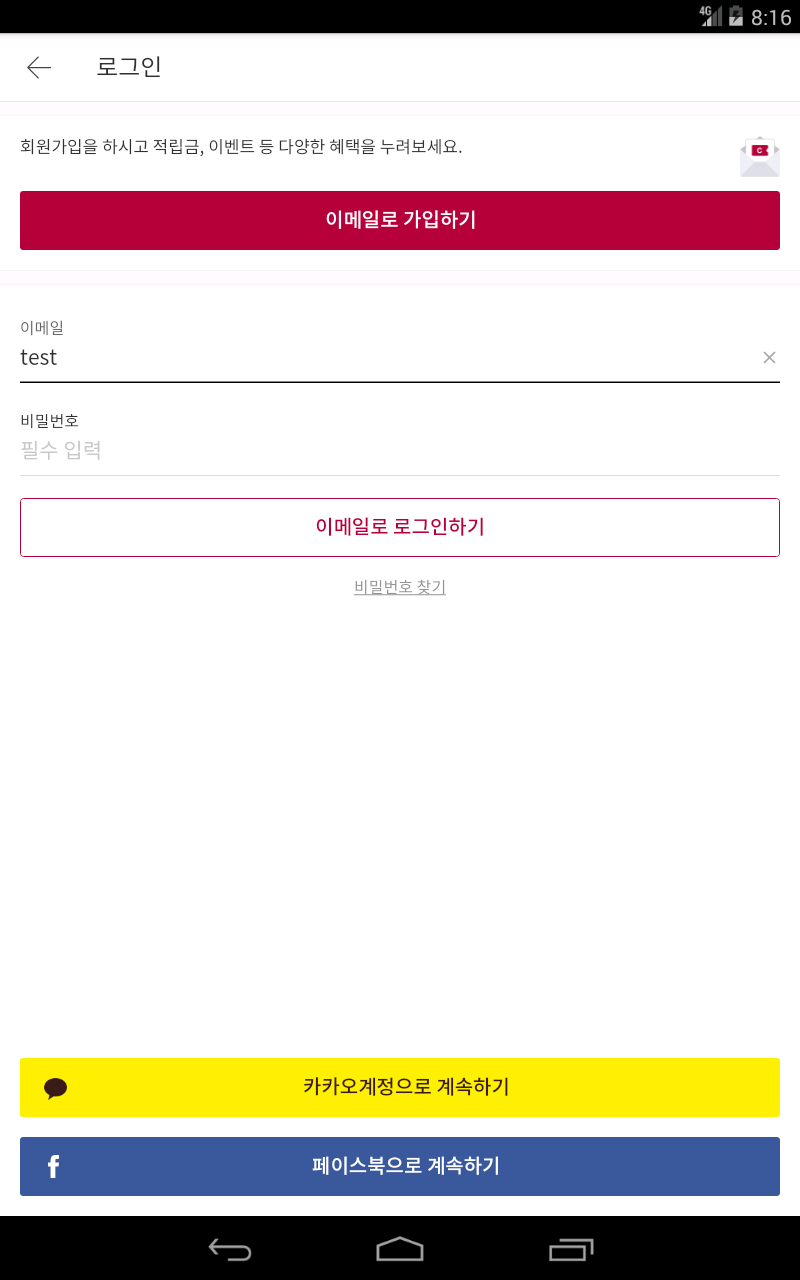 4G 8:16
로그인
회원가입을 하시고 적립금, 이벤트 등 다양한 혜택을 누려보세요.
C
이메일로 가입하기
이메일
test
비밀번호
필수 입력
이메일로 로그인하기
비밀번호 찾기
카카오계정으로 계속하기
f 페이스북으로 계속하기